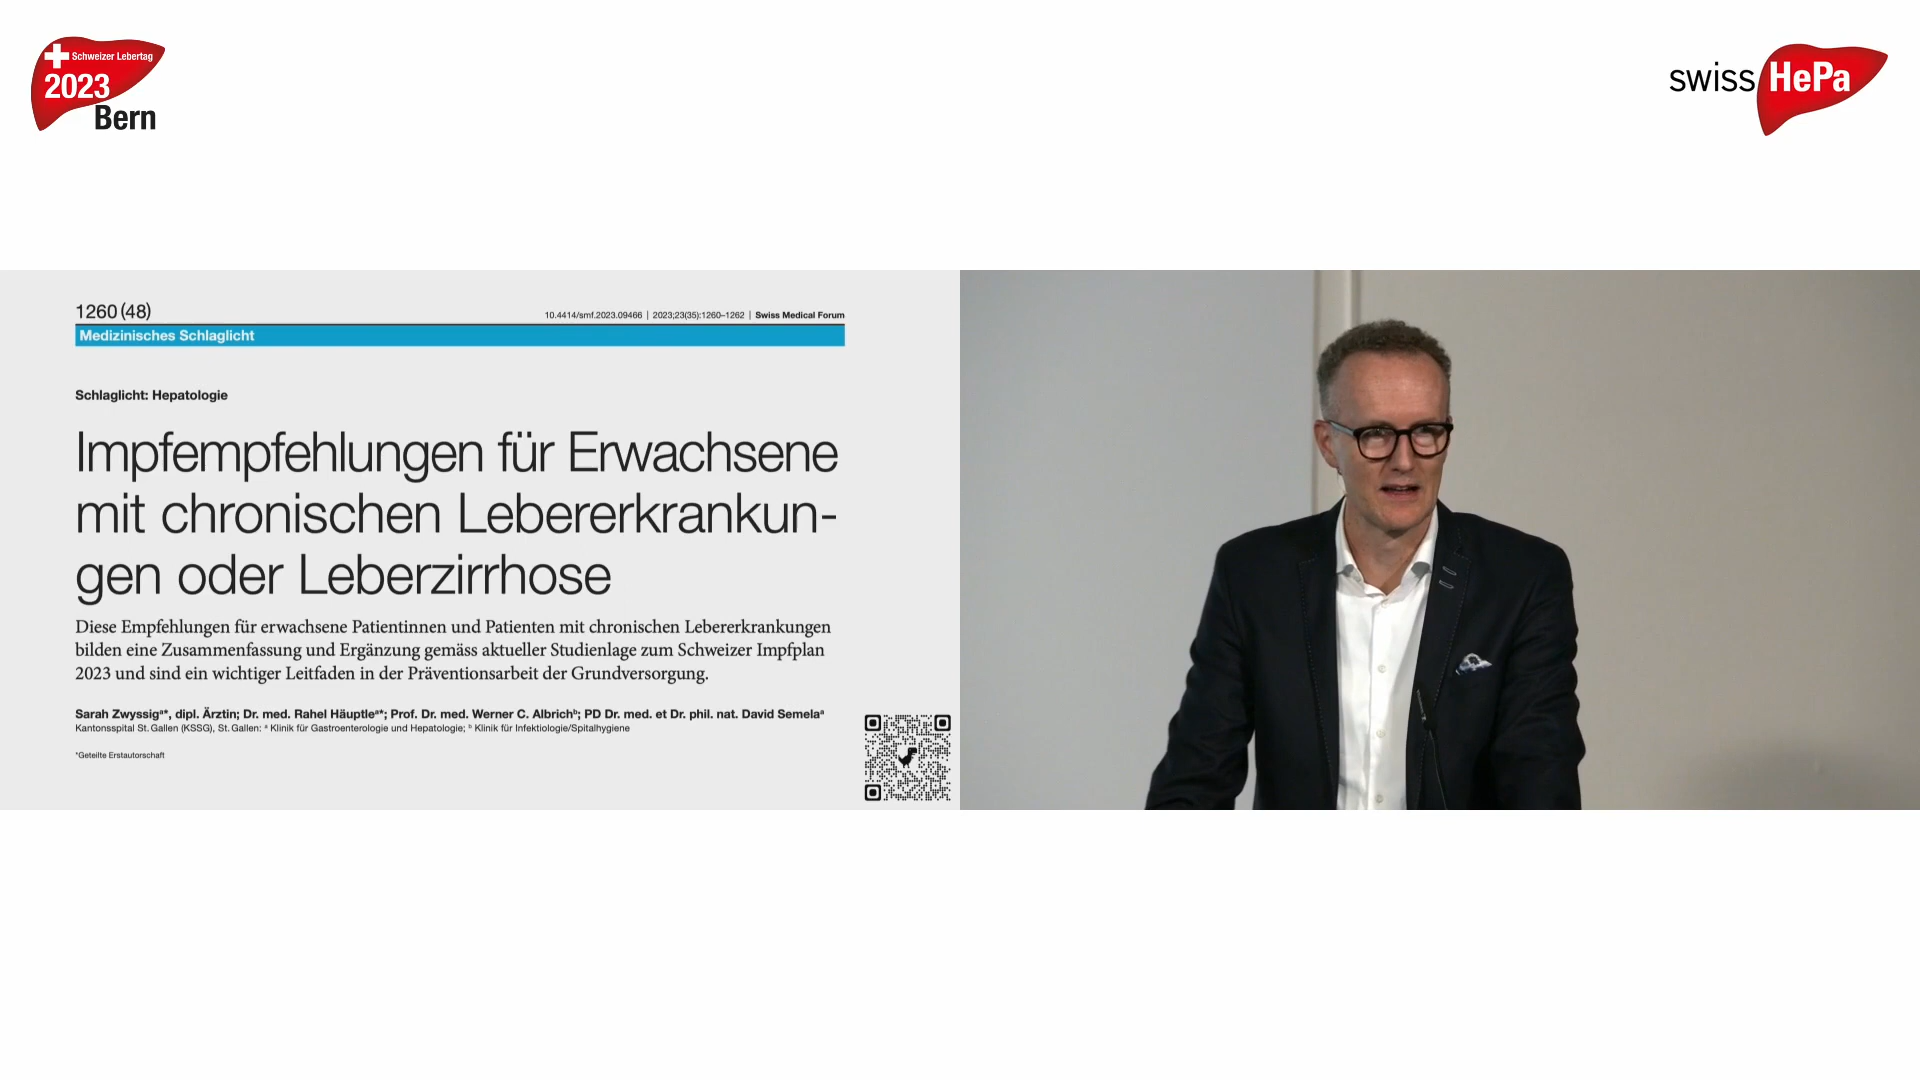 Schweizer Lebertag
2023
Bern
swiss HePa
1260 (48)
10.4414/smf.2023.09466 | 2023;23(35):1260–1262 | Swiss Medical Forum
Medizinisches Schlaglicht
Schlaglicht: Hepatologie
Impfempfehlungen für Erwachsene
mit chronischen Lebererkrankun-
gen oder Leberzirrhose
Diese Empfehlungen für erwachsene Patientinnen und Patienten mit chronischen Lebererkrankungen
bilden eine Zusammenfassung und Ergänzung gemäss aktueller Studienlage zum Schweizer Impfplan
2023 und sind ein wichtiger Leitfaden in der Präventionsarbeit der Grundversorgung.
Sarah Zwyssigᵃ*, dipl. Ärztin; Dr. med. Rahel Häuptleᵃ*; Prof. Dr. med. Werner C. Albrichᵇ; PD Dr. med. et Dr. phil. nat. David Semelaᵃ
Kantonsspital St. Gallen (KSSG), St. Gallen: ᵃ Klinik für Gastroenterologie und Hepatologie; ᵇ Klinik für Infektiologie/Spitalhygiene
*Geteilte Erstautorschaft